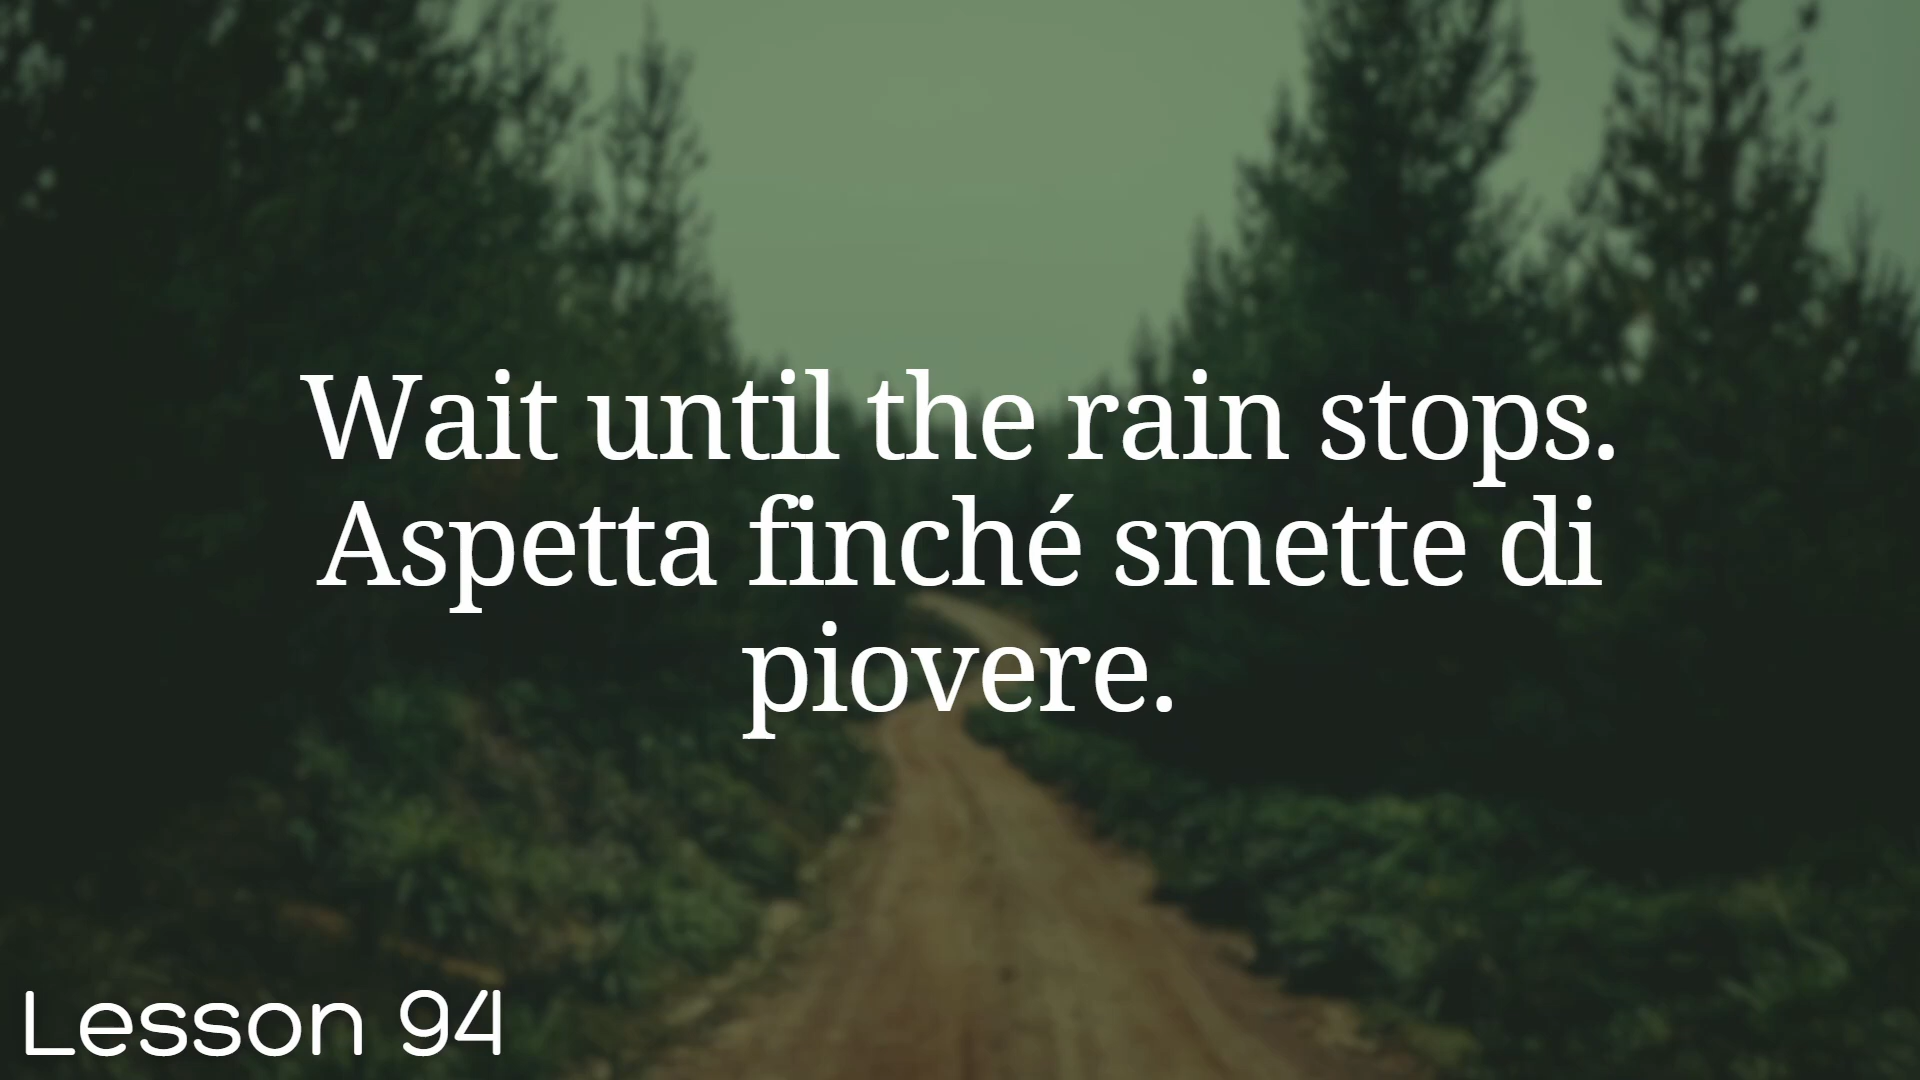 Wait until the rain stops.
Aspetta finché smette di
piovere.
Lesson 94